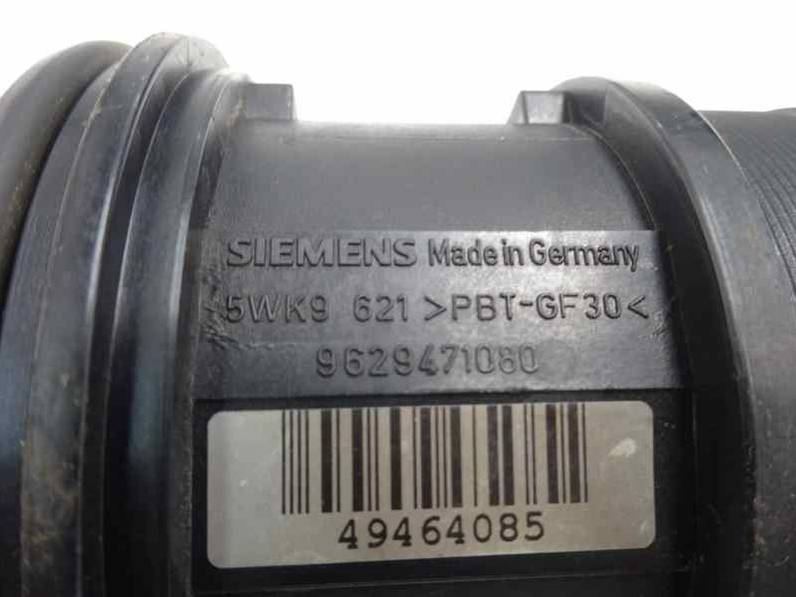 SIEMENS Made in Germany
5WK9 621 >PBT-GF30<
9629471080
49464085